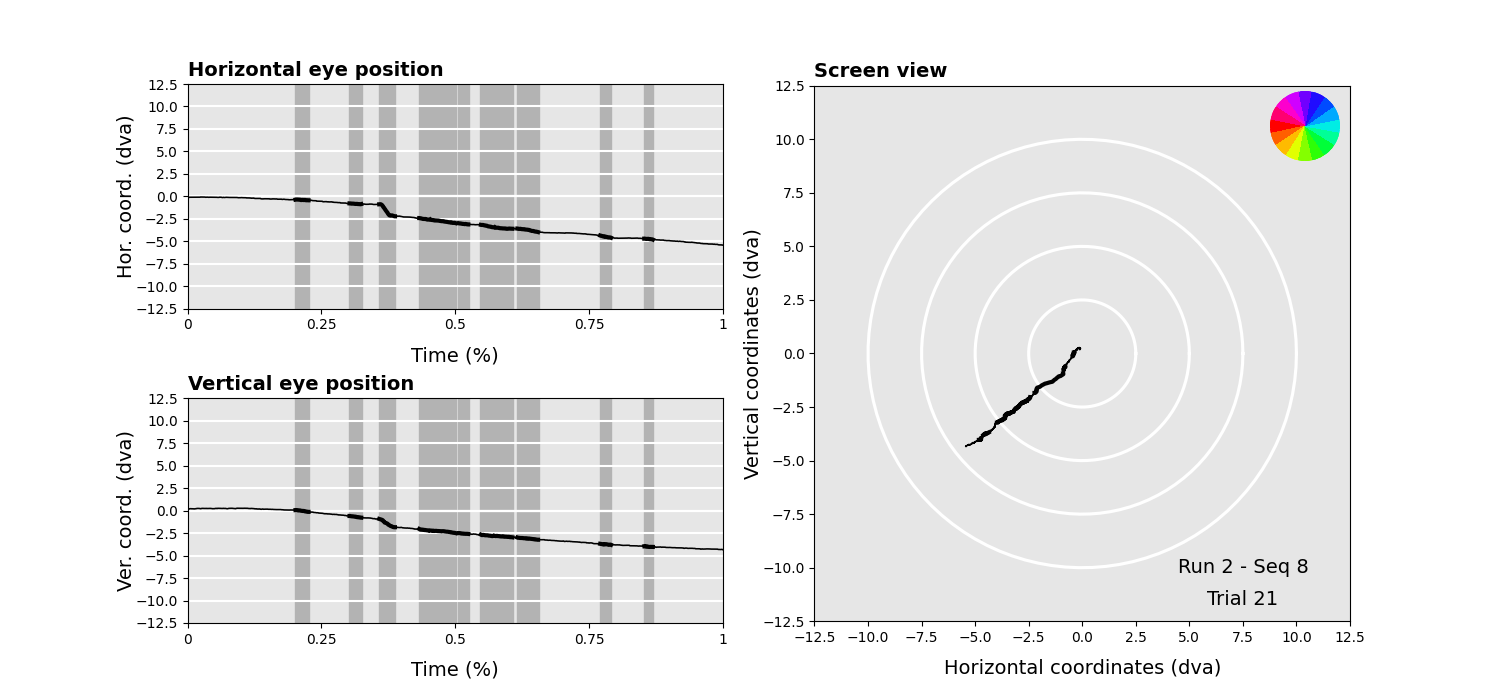 Horizontal eye position
Hor. coord. (dva)
12.5
10.0
7.5
5.0
2.5
0.0
−2.5
−5.0
−7.5
−10.0
−12.5
0 0.25 0.5 0.75 1
Time (%)
Vertical eye position
Ver. coord. (dva)
12.5
10.0
7.5
5.0
2.5
0.0
−2.5
−5.0
−7.5
−10.0
−12.5
0 0.25 0.5 0.75 1
Time (%)
Screen view
Vertical coordinates (dva)
12.5
10.0
7.5
5.0
2.5
0.0
−2.5
−5.0
−7.5
−10.0
−12.5
Run 2 - Seq 8
Trial 21
−12.5 −10.0 −7.5 −5.0 −2.5 0.0 2.5 5.0 7.5 10.0 12.5
Horizontal coordinates (dva)